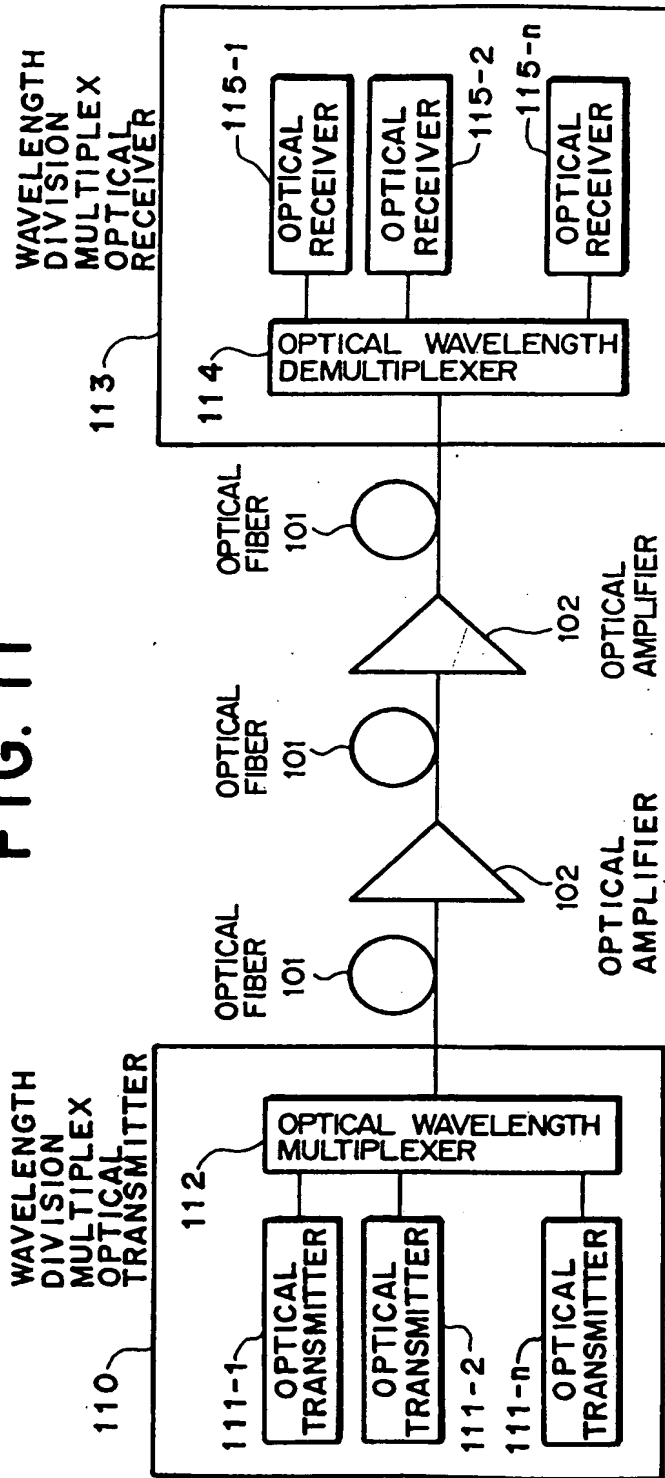 FIG. 11
WAVELENGTH
DIVISION
MULTIPLEX
OPTICAL
TRANSMITTER
110
111-1
OPTICAL
TRANSMITTER
OPTICAL
TRANSMITTER
111-2
OPTICAL
TRANSMITTER
111-n
112
OPTICAL WAVELENGTH
MULTIPLEXER
OPTICAL
FIBER
101
102
OPTICAL
AMPLIFIER
OPTICAL
FIBER
101
102
OPTICAL
AMPLIFIER
OPTICAL
FIBER
101
WAVELENGTH
DIVISION
MULTIPLEX
OPTICAL
RECEIVER
113
114
OPTICAL WAVELENGTH
DEMULTIPLEXER
115-1
OPTICAL
RECEIVER
OPTICAL
RECEIVER
115-2
OPTICAL
RECEIVER
115-n